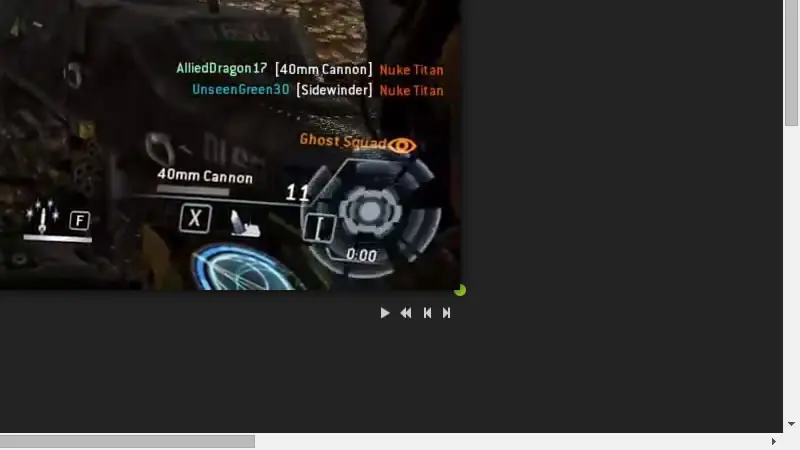 AlliedDragon17 [40mm Cannon] Nuke Titan
UnseenGreen30 [Sidewinder] Nuke Titan
Ghost Squad
40mm Cannon
11
F
X
0:00